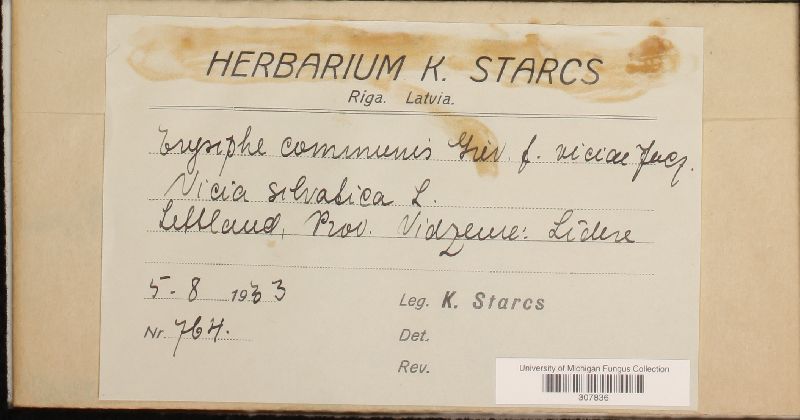 HERBARIUM K. STARCS
Riga. Latvia.
Erysiphe communis Grev. f. viciae Jacz.
Vicia silvatica L.
Lettland, Prov. Vidzeme: Lidere
5-8 1933
Nr. 764.
Leg. K. Starcs
Det.
Rev.
University of Michigan Fungus Collection
307836